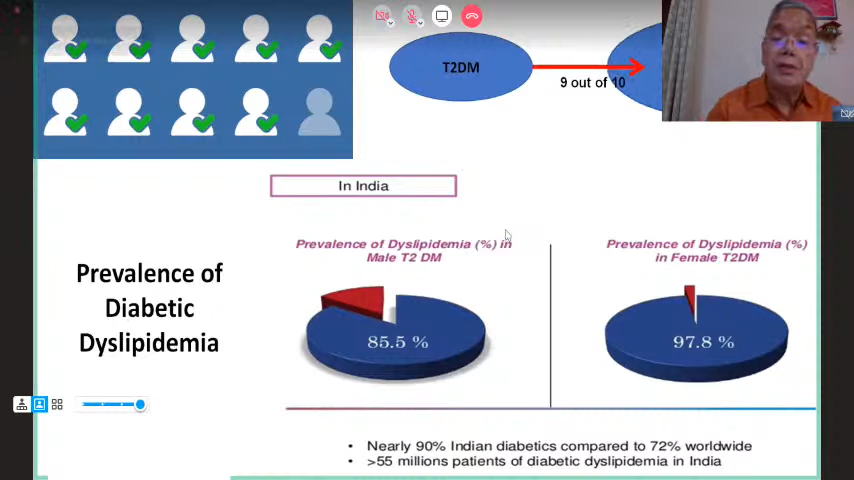 T2DM
9 out of 10
In India
Prevalence of Dyslipidemia (%) in
Male T2 DM
Prevalence of Dyslipidemia (%)
in Female T2DM
Prevalence of
Diabetic
Dyslipidemia
85.5 %
97.8 %
• Nearly 90% Indian diabetics compared to 72% worldwide
• >55 millions patients of diabetic dyslipidemia in India